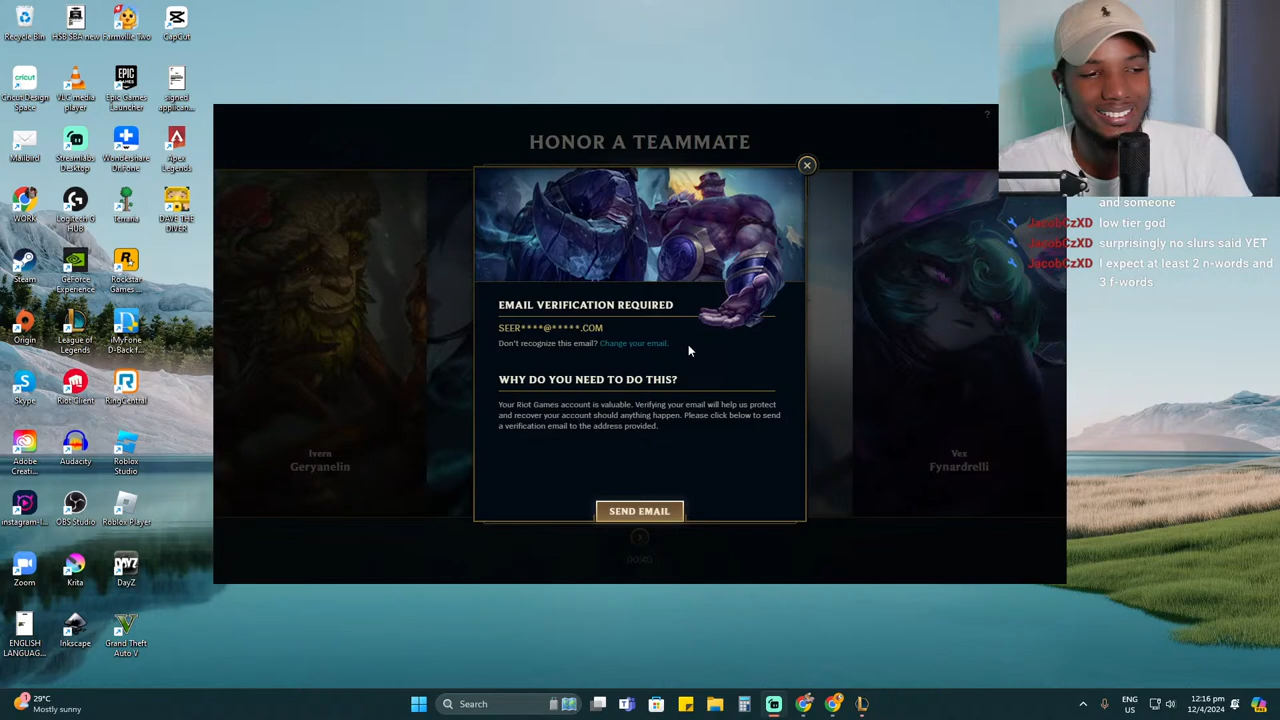 Recycle Bin
HSB SBA new
Farmville Two
CapCut
cricut
Cricut Design
Space
VLC media
player
EPIC
GAMES
Epic Games
Launcher
signed
applican...
Mailbird
Streamlabs
Desktop
Wondershare
DrFone
Apex
Legends
WORK
Logitech G
HUB
Terraria
DAVE THE
DIVER
Steam
GeForce
Experience
Rockstar
Games ...
Origin
League of
Legends
iMyFone
D-Back f...
Skype
Riot Client
RingCentral
Adobe
Creati...
Audacity
Roblox
Studio
instagram-l...
OBS Studio
Roblox Player
Zoom
Krita
DAYZ
DayZ
ENGLISH
LANGUAG...
Inkscape
Grand Theft
Auto V
HONOR A TEAMMATE
?
EMAIL VERIFICATION REQUIRED
SEER****@*****.COM
Don't recognize this email? Change your email.
WHY DO YOU NEED TO DO THIS?
Your Riot Games account is valuable. Verifying your email will help us protect
and recover your account should anything happen. Please click below to send
a verification email to the address provided.
SEND EMAIL
Ivern
Geryanelin
Vex
Fynardrelli
and someone
JacobCzXD low tier god
JacobCzXD surprisingly no slurs said YET
JacobCzXD I expect at least 2 n-words and
3 f-words
29°C
Mostly sunny
Search
ENG
US
12:16 pm
12/4/2024